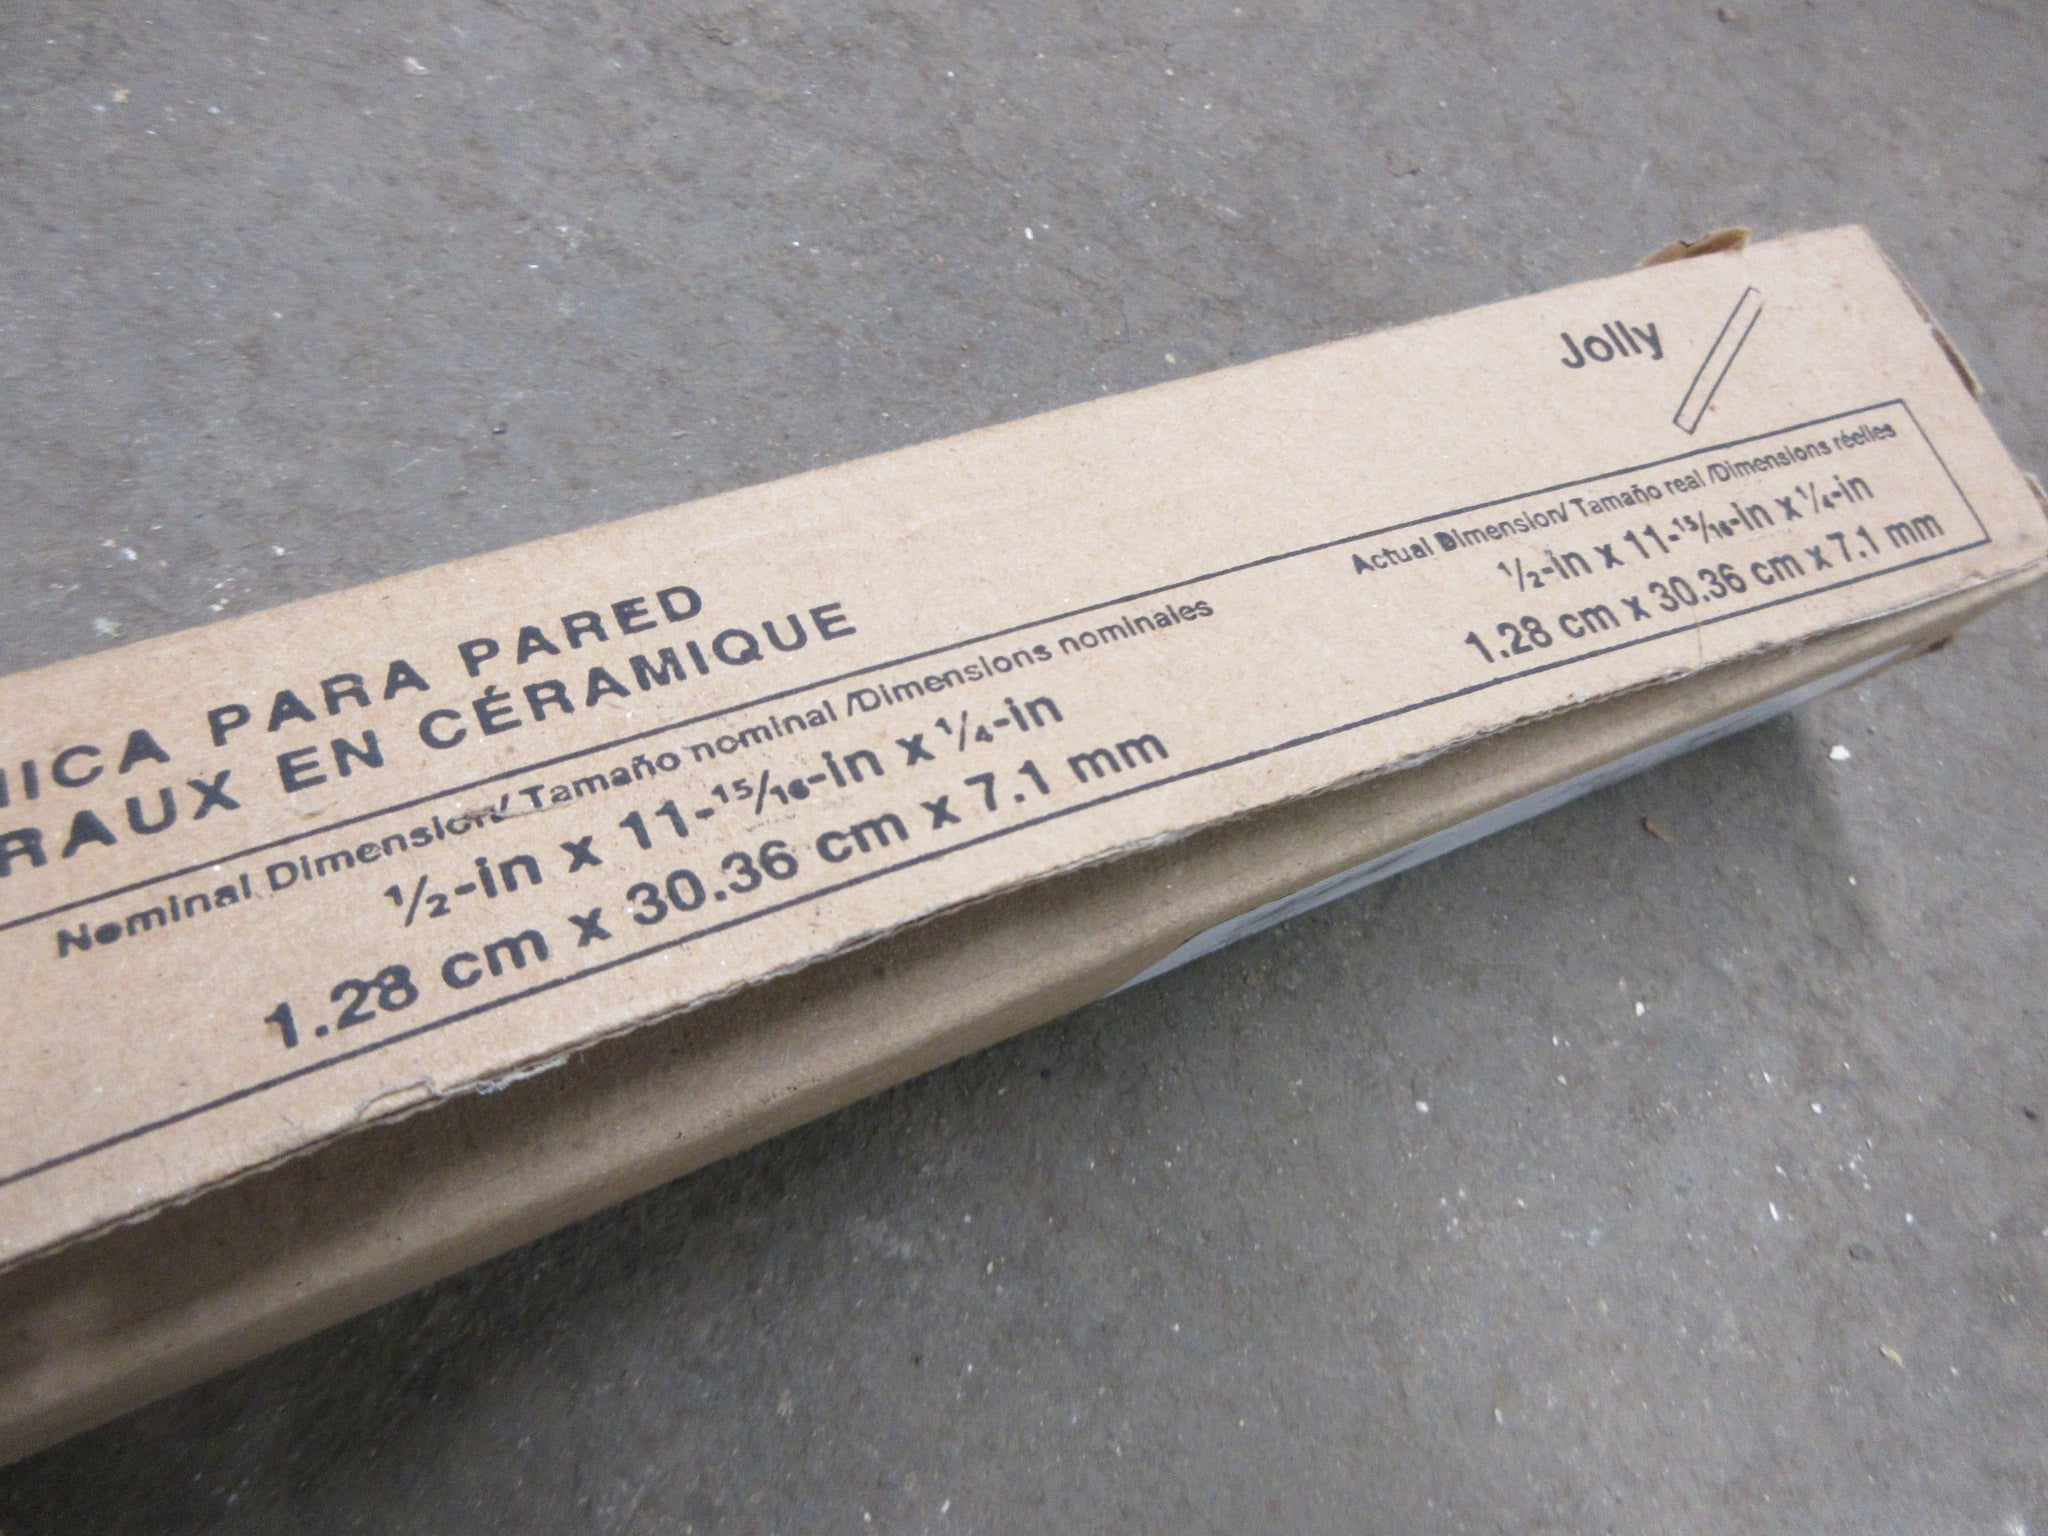 Jolly
PARA PARED
EN CÉRAMIQUE
Nominal Dimension/ Tamaño nominal /Dimensions nominales
1/2-in x 11-15/16-in x 1/4-in
1.28 cm x 30.36 cm x 7.1 mm
Actual Dimension/ Tamaño real /Dimensions réelles
1/2-in x 11-15/16-in x 1/4-in
1.28 cm x 30.36 cm x 7.1 mm